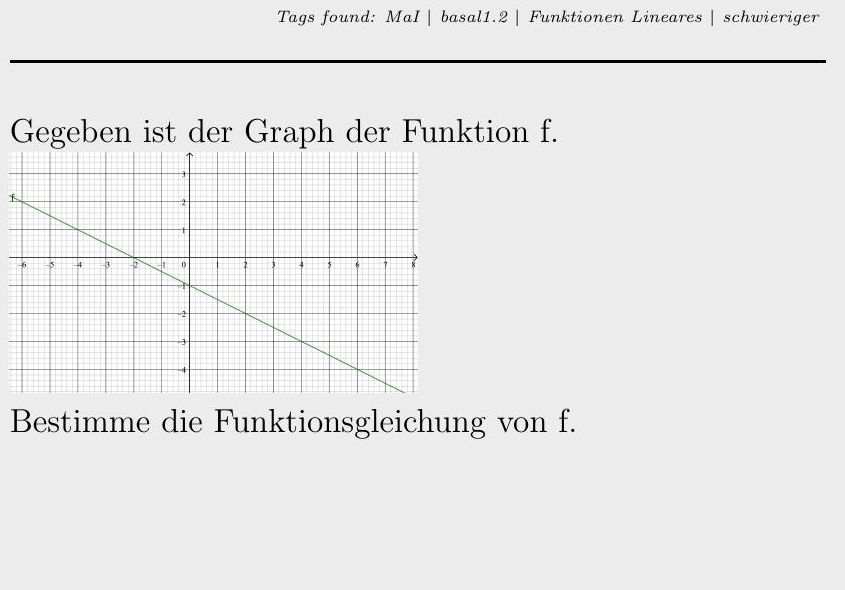 Tags found: MaI | basal1.2 | Funktionen Lineares | schwieriger
Gegeben ist der Graph der Funktion f.
3
f
2
1
-6 -5 -4 -3 -2 -1 0 1 2 3 4 5 6 7 8
-1
-2
-3
-4
Bestimme die Funktionsgleichung von f.